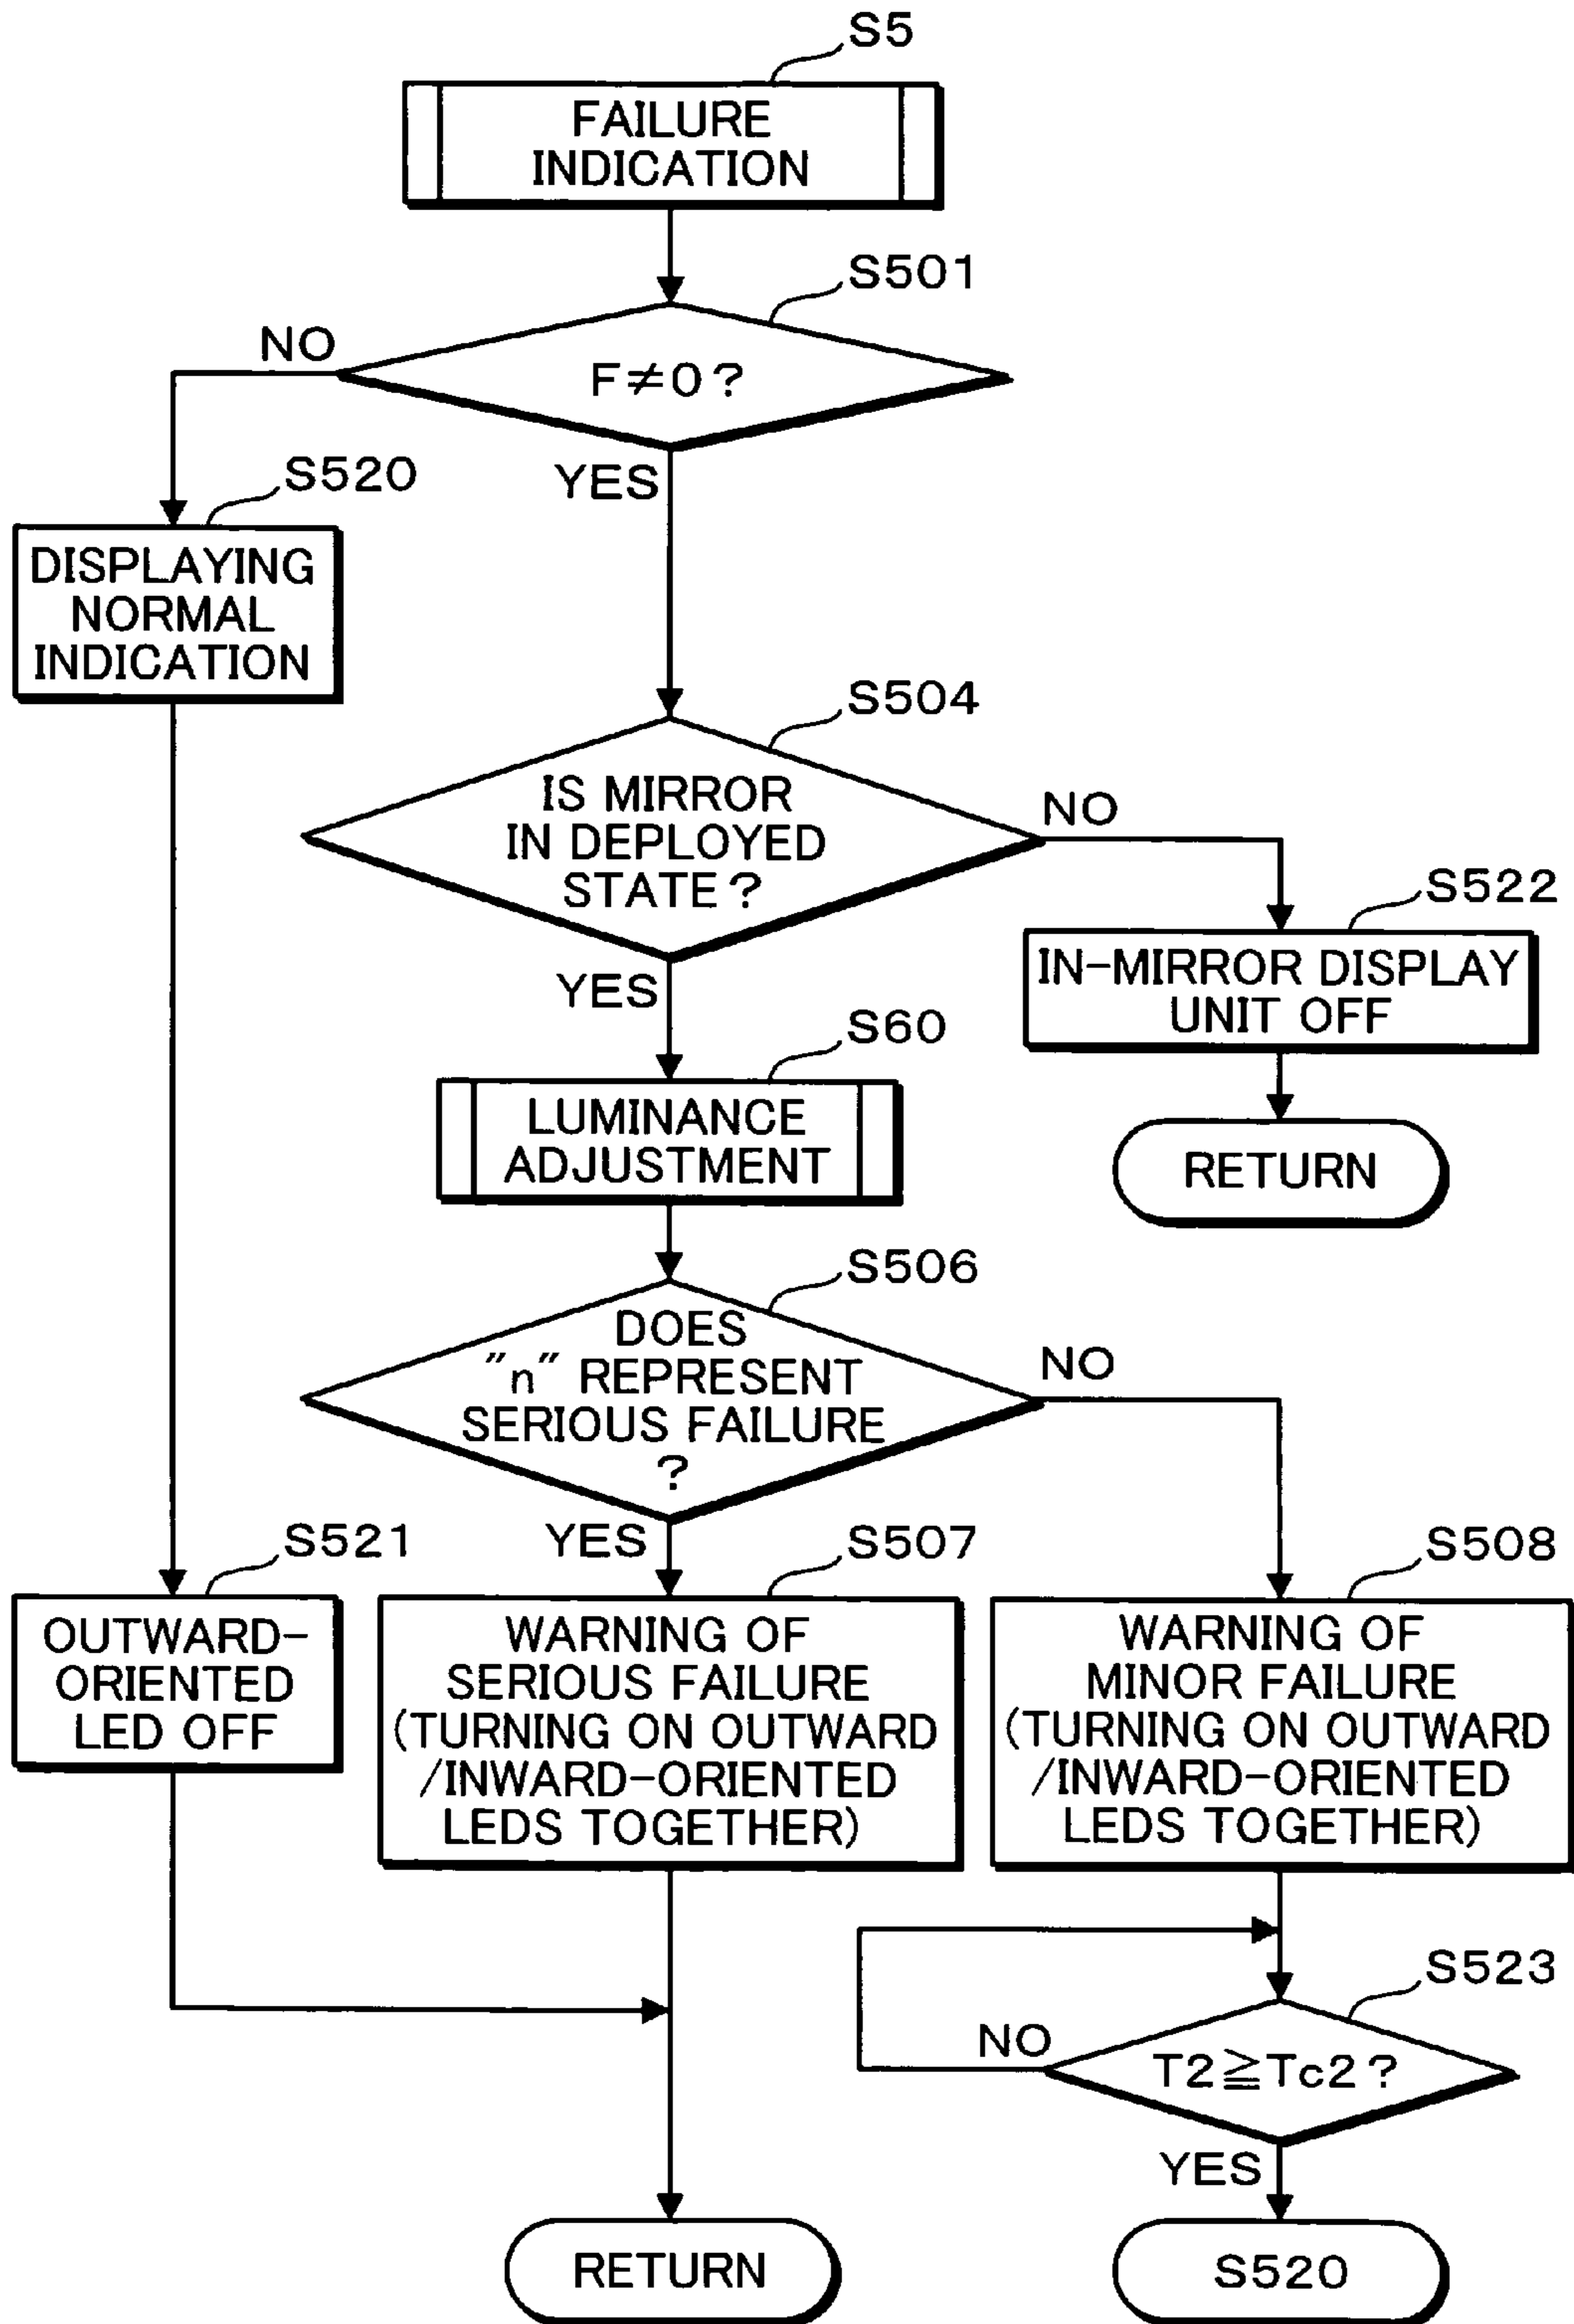 S5
FAILURE
INDICATION
S501
NO
F≠0?
YES
S520
DISPLAYING
NORMAL
INDICATION
S504
IS MIRROR
IN DEPLOYED
STATE?
NO
YES
S522
IN-MIRROR DISPLAY
UNIT OFF
RETURN
S60
LUMINANCE
ADJUSTMENT
S506
DOES
"n" REPRESENT
SERIOUS FAILURE
?
NO
YES
S521
OUTWARD-
ORIENTED
LED OFF
S507
WARNING OF
SERIOUS FAILURE
(TURNING ON OUTWARD
/INWARD-ORIENTED
LEDS TOGETHER)
S508
WARNING OF
MINOR FAILURE
(TURNING ON OUTWARD
/INWARD-ORIENTED
LEDS TOGETHER)
S523
NO
T2≧Tc2?
YES
RETURN
S520